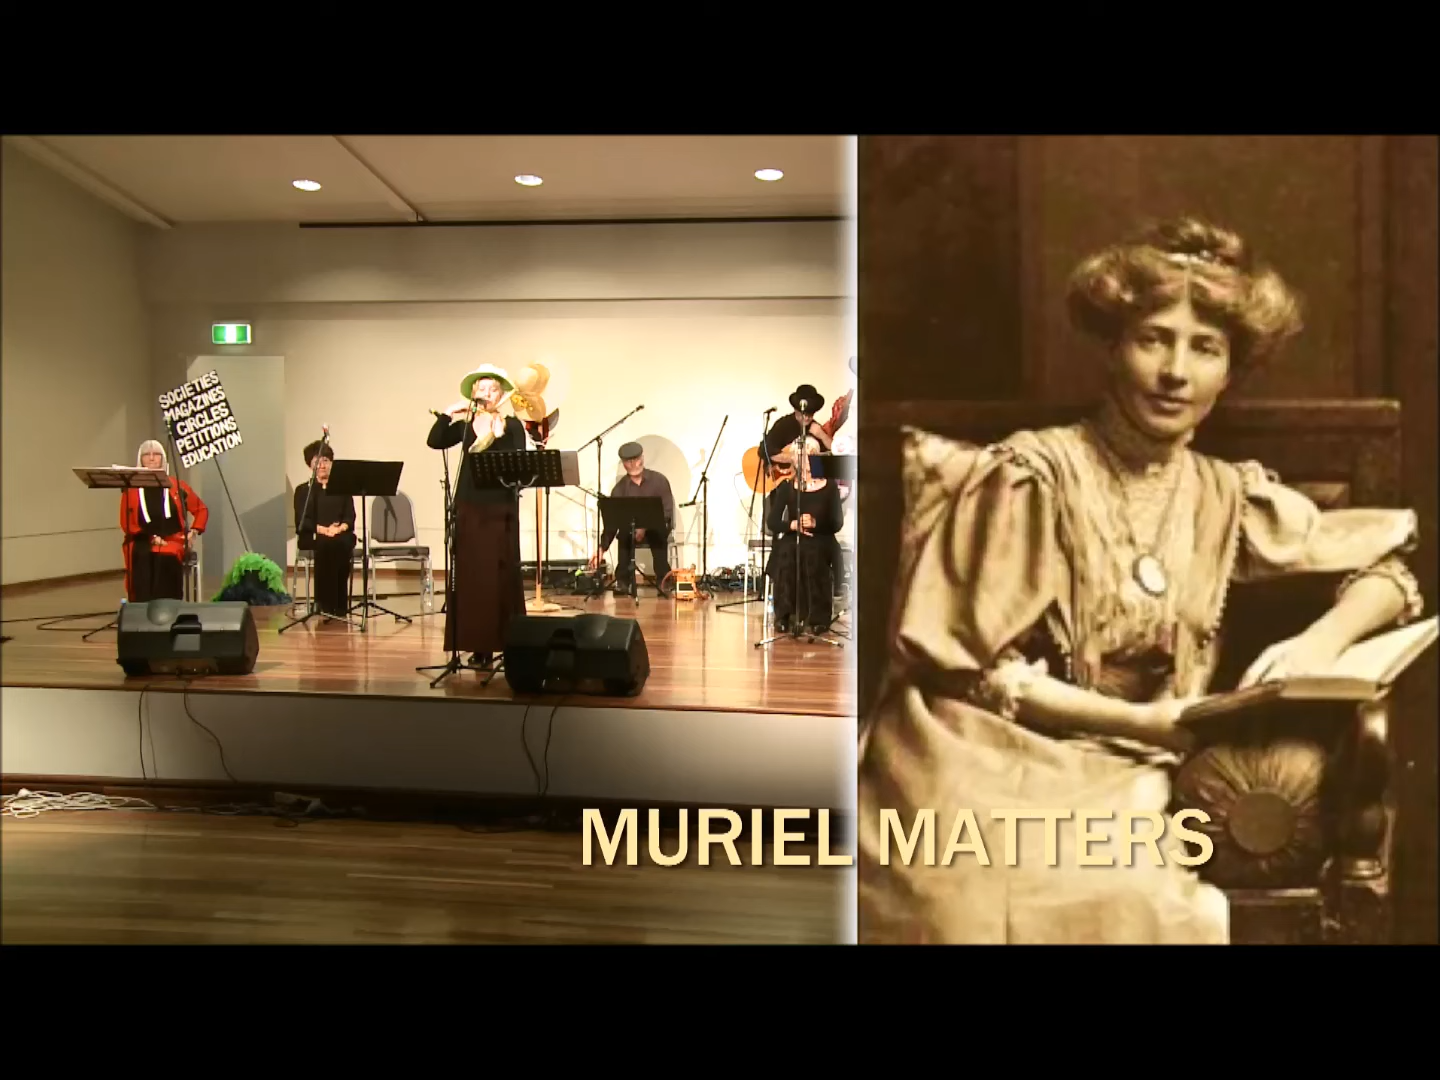 SOCIETIES
MAGAZINES
CIRCLES
PETITIONS
EDUCATION
MURIEL MATTERS